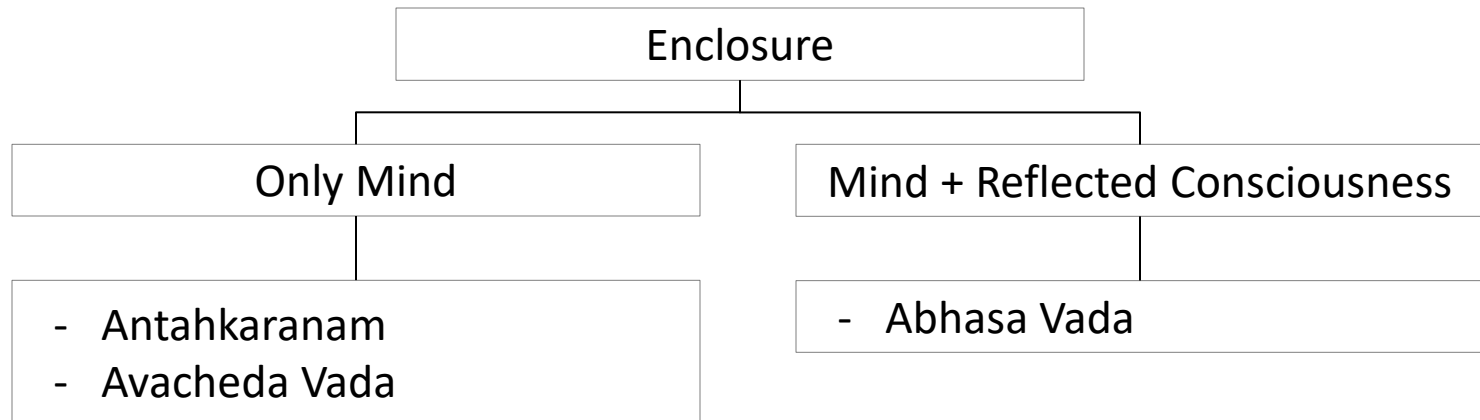 Enclosure
Only Mind
Mind + Reflected Consciousness
- Antahkaranam
- Avacheda Vada
- Abhasa Vada